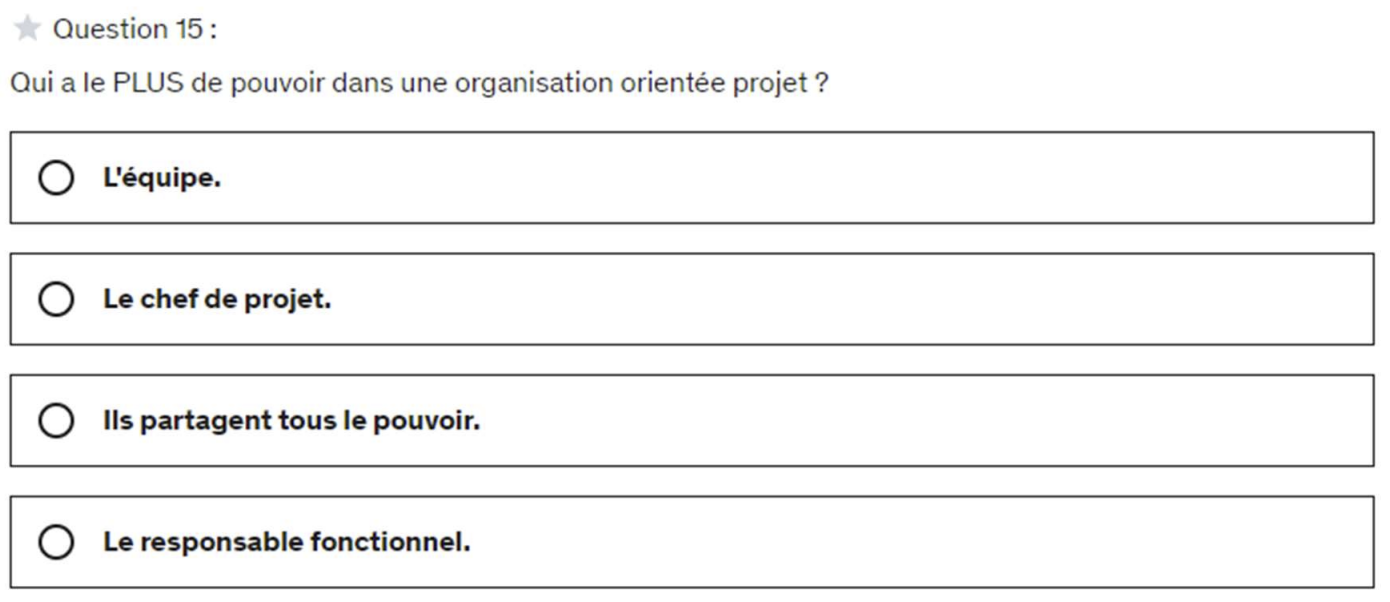 Question 15 :
Qui a le PLUS de pouvoir dans une organisation orientée projet ?
L'équipe.
Le chef de projet.
Ils partagent tous le pouvoir.
Le responsable fonctionnel.